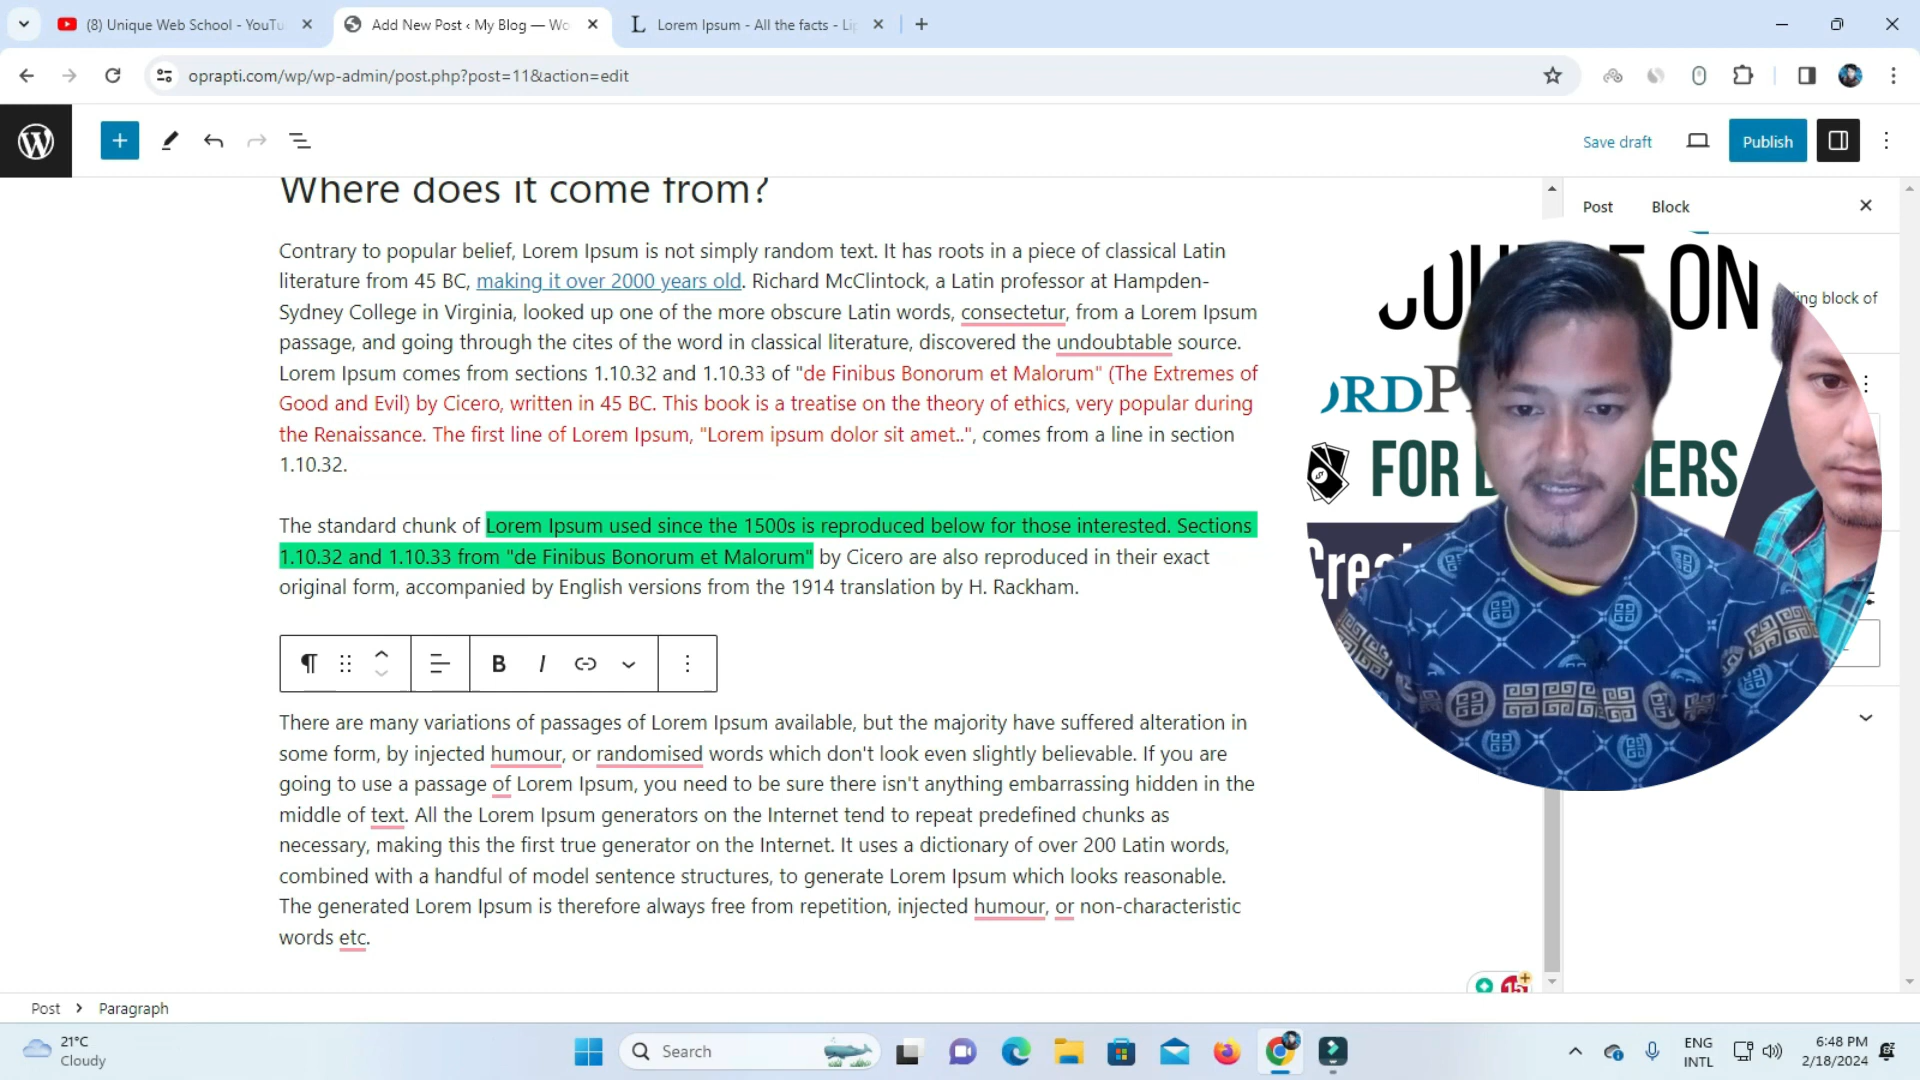 (8) Unique Web School - YouTu
Add New Post ‹ My Blog — Wo
Lorem Ipsum - All the facts - Lip
oprapti.com/wp/wp-admin/post.php?post=11&action=edit
Save draft
Publish
Where does it come from?
Post
Block
Contrary to popular belief, Lorem Ipsum is not simply random text. It has roots in a piece of classical Latin
literature from 45 BC, making it over 2000 years old. Richard McClintock, a Latin professor at Hampden-
Sydney College in Virginia, looked up one of the more obscure Latin words, consectetur, from a Lorem Ipsum
passage, and going through the cites of the word in classical literature, discovered the undoubtable source.
Lorem Ipsum comes from sections 1.10.32 and 1.10.33 of "de Finibus Bonorum et Malorum" (The Extremes of
Good and Evil) by Cicero, written in 45 BC. This book is a treatise on the theory of ethics, very popular during
the Renaissance. The first line of Lorem Ipsum, "Lorem ipsum dolor sit amet..", comes from a line in section
1.10.32.
The standard chunk of Lorem Ipsum used since the 1500s is reproduced below for those interested. Sections
1.10.32 and 1.10.33 from "de Finibus Bonorum et Malorum" by Cicero are also reproduced in their exact
original form, accompanied by English versions from the 1914 translation by H. Rackham.
B I
There are many variations of passages of Lorem Ipsum available, but the majority have suffered alteration in
some form, by injected humour, or randomised words which don't look even slightly believable. If you are
going to use a passage of Lorem Ipsum, you need to be sure there isn't anything embarrassing hidden in the
middle of text. All the Lorem Ipsum generators on the Internet tend to repeat predefined chunks as
necessary, making this the first true generator on the Internet. It uses a dictionary of over 200 Latin words,
combined with a handful of model sentence structures, to generate Lorem Ipsum which looks reasonable.
The generated Lorem Ipsum is therefore always free from repetition, injected humour, or non-characteristic
words etc.
ON
ing block of
ORDP
FOR
NERS
Crea
Post
Paragraph
21°C
Cloudy
Search
ENG
INTL
6:48 PM
2/18/2024